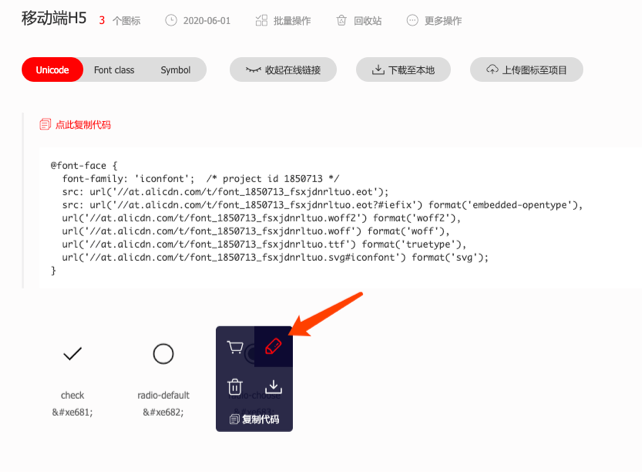 移动端H5 3 个图标 2020-06-01 批量操作 回收站 更多操作
Unicode Font class Symbol 收起在线链接 下载至本地 上传图标至项目
点此复制代码
@font-face {
font-family: 'iconfont'; /* project id 1850713 */
src: url('//at.alicdn.com/t/font_1850713_fsxjdnrltuo.eot');
src: url('//at.alicdn.com/t/font_1850713_fsxjdnrltuo.eot?#iefix') format('embedded-opentype'),
url('//at.alicdn.com/t/font_1850713_fsxjdnrltuo.woff2') format('woff2'),
url('//at.alicdn.com/t/font_1850713_fsxjdnrltuo.woff') format('woff'),
url('//at.alicdn.com/t/font_1850713_fsxjdnrltuo.ttf') format('truetype'),
url('//at.alicdn.com/t/font_1850713_fsxjdnrltuo.svg#iconfont') format('svg');
}
check radio-default
&#xe681; &#xe682;
复制代码